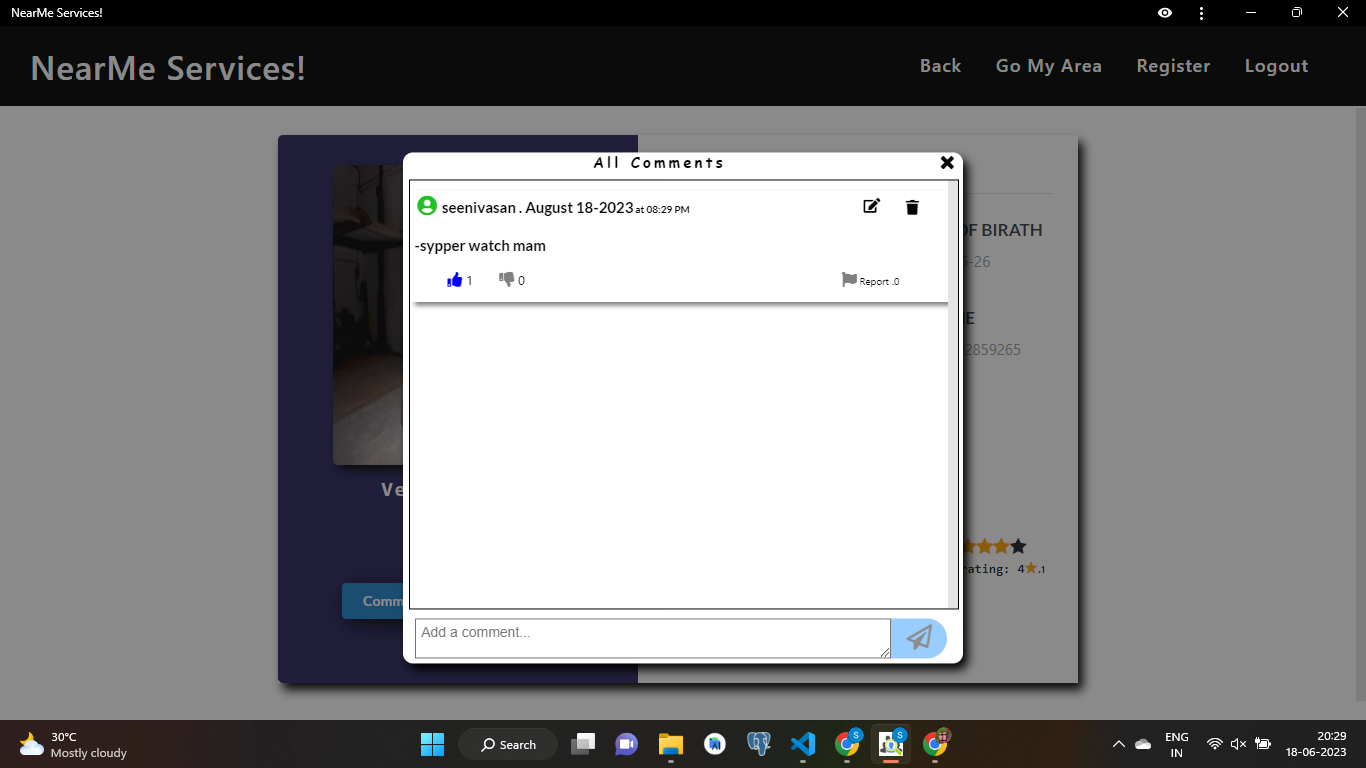 NearMe Services!
NearMe Services!
Back Go My Area Register Logout
All Comments
seenivasan . August 18-2023 at 08:29 PM
-sypper watch mam
1 0 Report .0
Add a comment...
OF BIRATH
-26
E
2859265
rating: 4
Ve
Comm
30°C
Mostly cloudy
Search
S
S
ENG
IN
20:29
18-06-2023